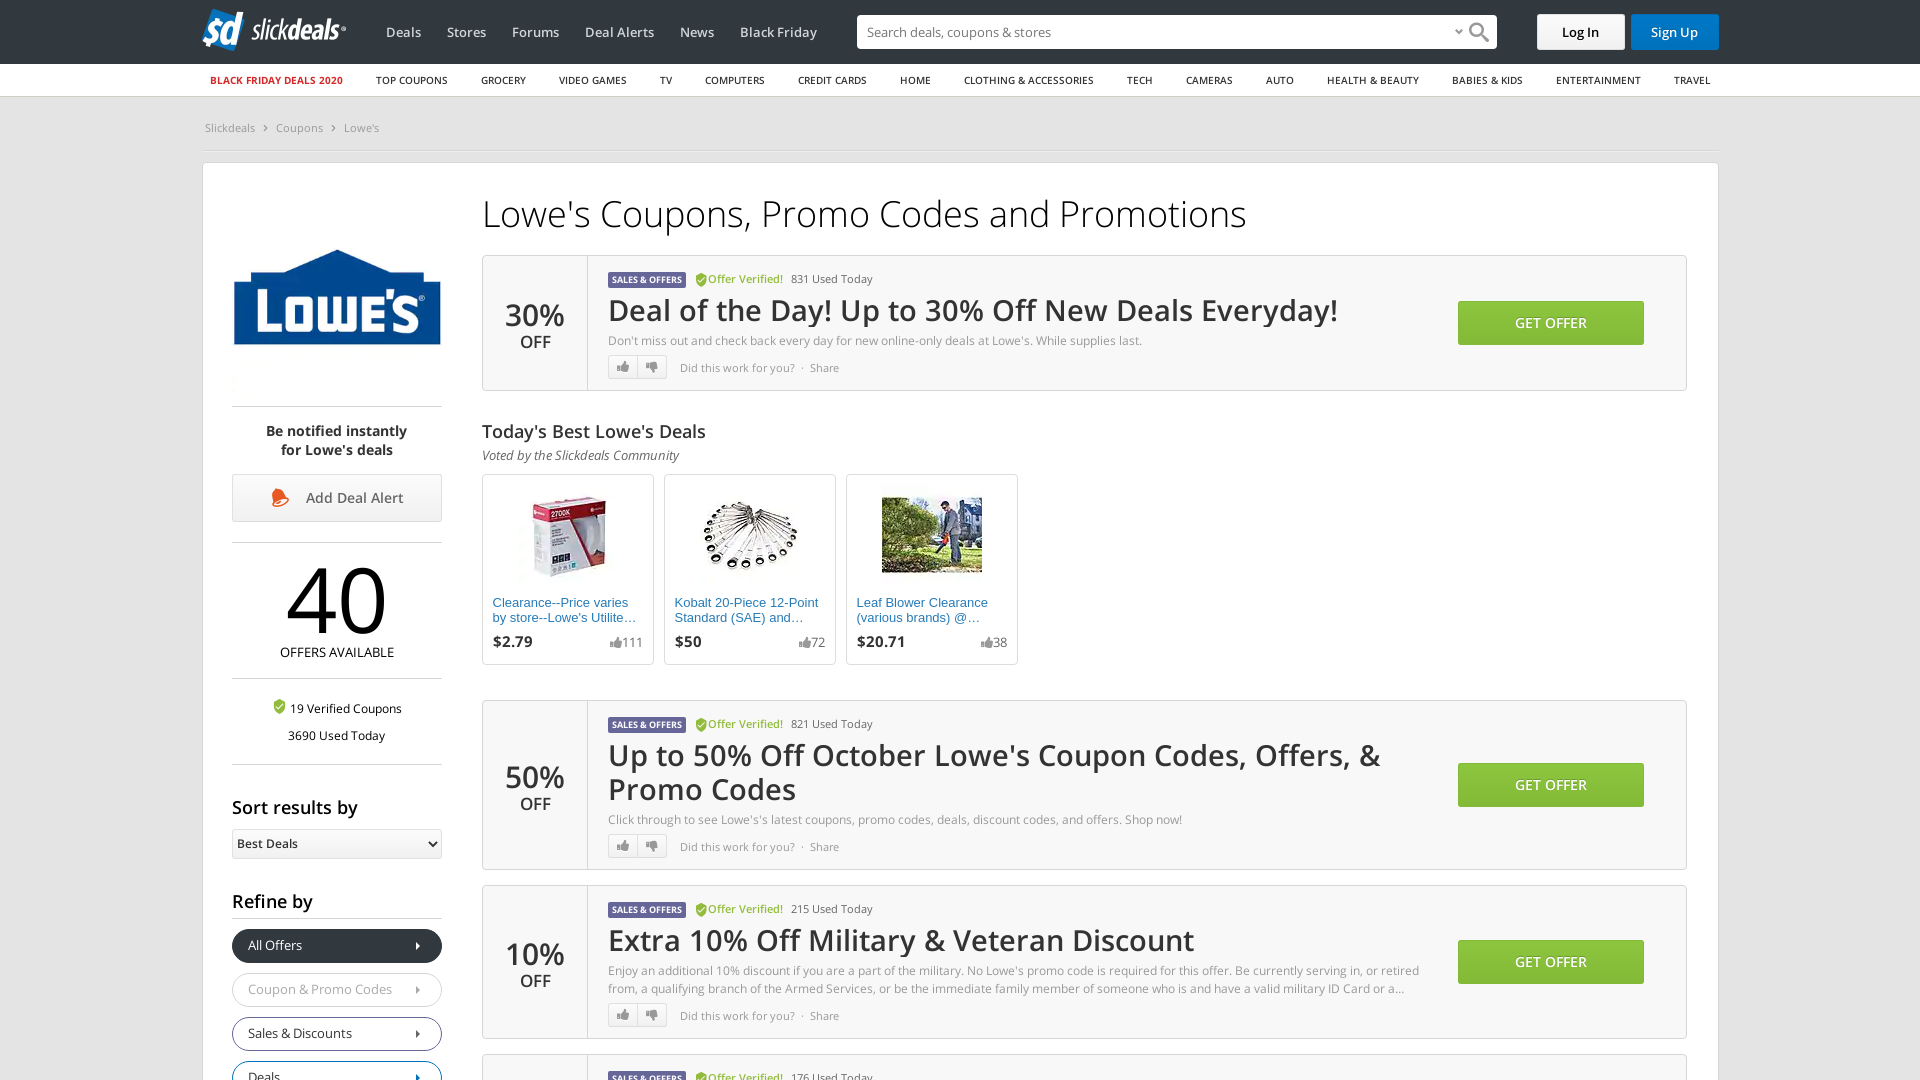 sd slickdeals
Deals Stores Forums Deal Alerts News Black Friday
Search deals, coupons & stores
Log In
Sign Up
BLACK FRIDAY DEALS 2020 TOP COUPONS GROCERY VIDEO GAMES TV COMPUTERS CREDIT CARDS HOME CLOTHING & ACCESSORIES TECH CAMERAS AUTO HEALTH & BEAUTY BABIES & KIDS ENTERTAINMENT TRAVEL
Slickdeals > Coupons > Lowe's
LOWE'S®
Be notified instantly
for Lowe's deals
Add Deal Alert
40
OFFERS AVAILABLE
19 Verified Coupons
3690 Used Today
Sort results by
Best Deals
Refine by
All Offers
Coupon & Promo Codes
Sales & Discounts
Deals
Lowe's Coupons, Promo Codes and Promotions
30%
OFF
SALES & OFFERS Offer Verified! 831 Used Today
Deal of the Day! Up to 30% Off New Deals Everyday!
Don't miss out and check back every day for new online-only deals at Lowe's. While supplies last.
Did this work for you? · Share
GET OFFER
Today's Best Lowe's Deals
Voted by the Slickdeals Community
2700K
Clearance--Price varies
by store--Lowe's Utilite…
$2.79 111
Kobalt 20-Piece 12-Point
Standard (SAE) and…
$50 72
Leaf Blower Clearance
(various brands) @…
$20.71 38
50%
OFF
SALES & OFFERS Offer Verified! 821 Used Today
Up to 50% Off October Lowe's Coupon Codes, Offers, &
Promo Codes
Click through to see Lowe's's latest coupons, promo codes, deals, discount codes, and offers. Shop now!
Did this work for you? · Share
GET OFFER
10%
OFF
SALES & OFFERS Offer Verified! 215 Used Today
Extra 10% Off Military & Veteran Discount
Enjoy an additional 10% discount if you are a part of the military. No Lowe's promo code is required for this offer. Be currently serving in, or retired
from, a qualifying branch of the Armed Services, or be the immediate family member of someone who is and have a valid military ID Card or a…
Did this work for you? · Share
GET OFFER
SALES & OFFERS Offer Verified! 176 Used Today